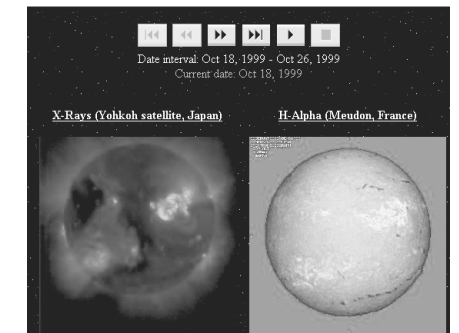 Date interval: Oct 18, 1999 - Oct 26, 1999
Current date: Oct 18, 1999
X-Rays (Yohkoh satellite, Japan)
H-Alpha (Meudon, France)